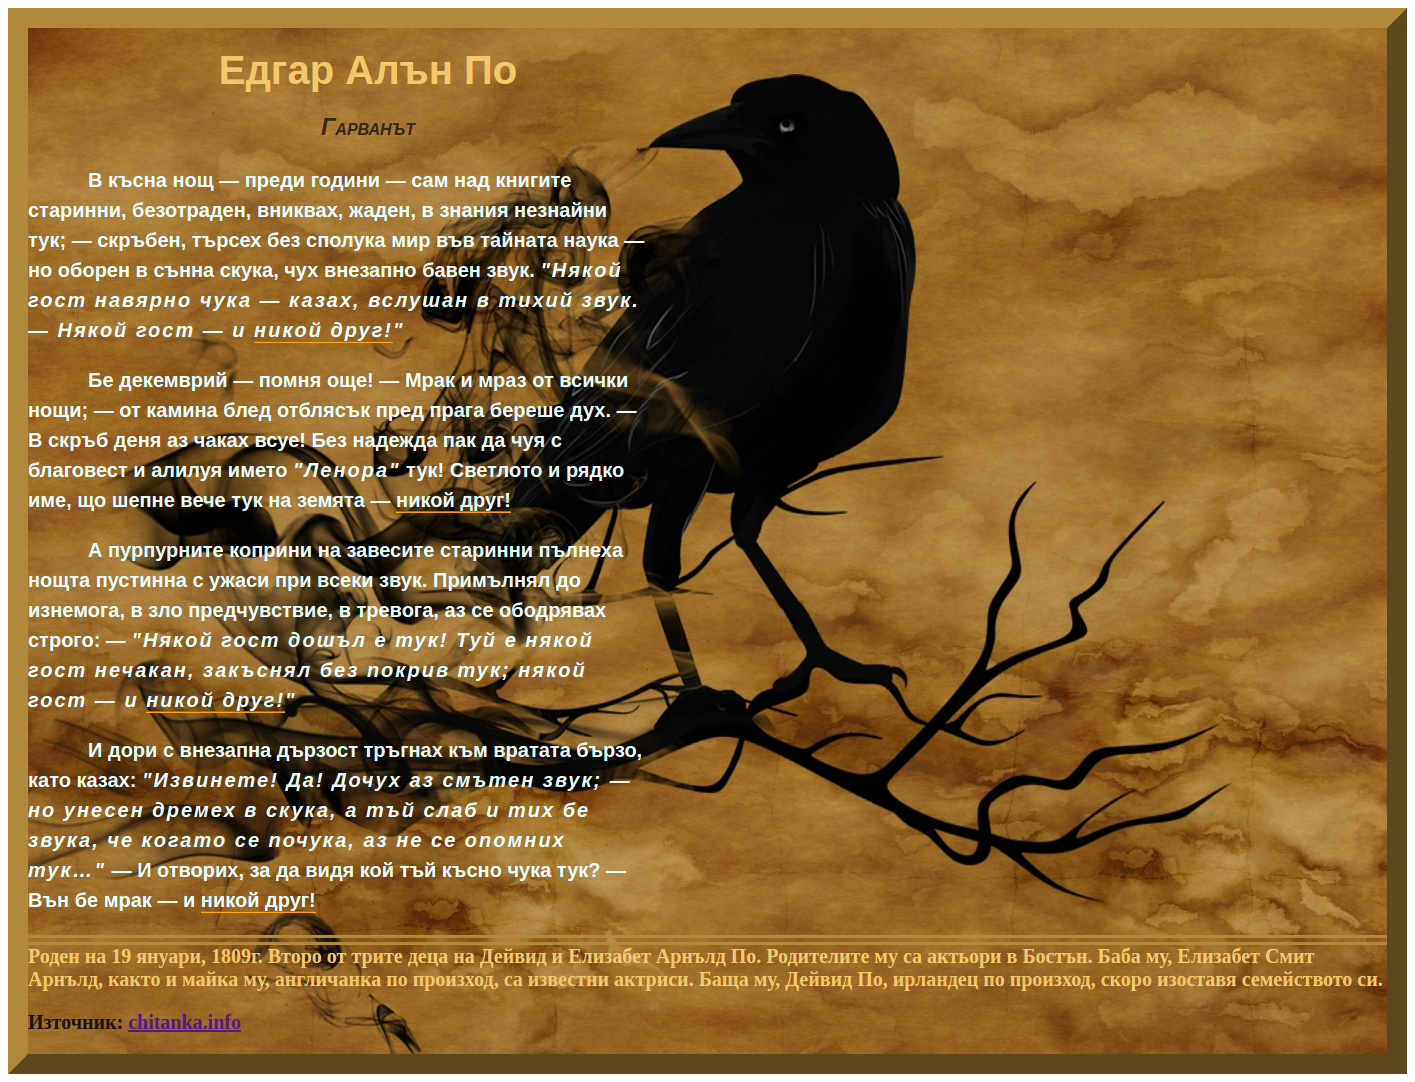 Едгар Алън По
Гарванът
В късна нощ — преди години — сам над книгите
старинни, безотраден, вниквах, жаден, в знания незнайни
тук; — скръбен, търсех без сполука мир във тайната наука —
но оборен в сънна скука, чух внезапно бавен звук. "Някой
гост навярно чука — казах, вслушан в тихий звук.
— Някой гост — и никой друг!"
Бе декемврий — помня още! — Мрак и мраз от всички
нощи; — от камина блед отблясък пред прага береше дух. —
В скръб деня аз чаках всуе! Без надежда пак да чуя с
благовест и алилуя името "Ленора" тук! Светлото и рядко
име, що шепне вече тук на земята — никой друг!
А пурпурните коприни на завесите старинни пълнеха
нощта пустинна с ужаси при всеки звук. Примълнял до
изнемога, в зло предчувствие, в тревога, аз се ободрявах
строго: — "Някой гост дошъл е тук! Туй е някой
гост нечакан, закъснял без покрив тук; някой
гост — и никой друг!"
И дори с внезапна дързост тръгнах към вратата бързо,
като казах: "Извинете! Да! Дочух аз смътен звук; —
но унесен дремех в скука, а тъй слаб и тих бе
звука, че когато се почука, аз не се опомних
тук…" — И отворих, за да видя кой тъй късно чука тук? —
Вън бе мрак — и никой друг!
Роден на 19 януари, 1809г. Второ от трите деца на Дейвид и Елизабет Арнълд По. Родителите му са актьори в Бостън. Баба му, Елизабет Смит
Арнълд, както и майка му, англичанка по произход, са известни актриси. Баща му, Дейвид По, ирландец по произход, скоро изоставя семейството си.
Източник: chitanka.info